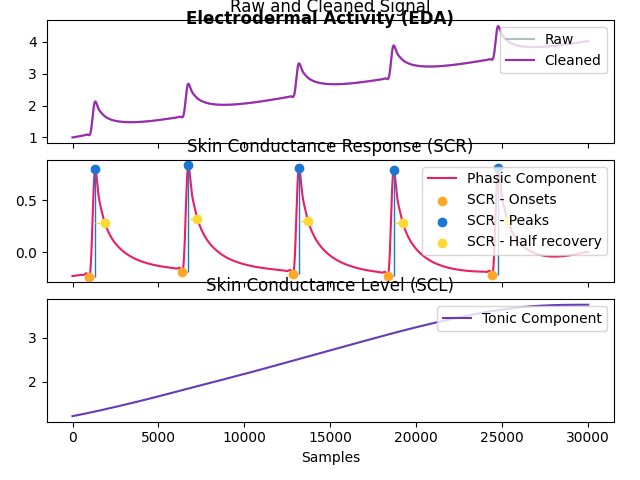 Raw and Cleaned Signal
Electrodermal Activity (EDA)
Raw
Cleaned
4
3
2
1
Skin Conductance Response (SCR)
Phasic Component
SCR - Onsets
SCR - Peaks
SCR - Half recovery
0.5
0.0
Skin Conductance Level (SCL)
Tonic Component
3
2
0 5000 10000 15000 20000 25000 30000
Samples